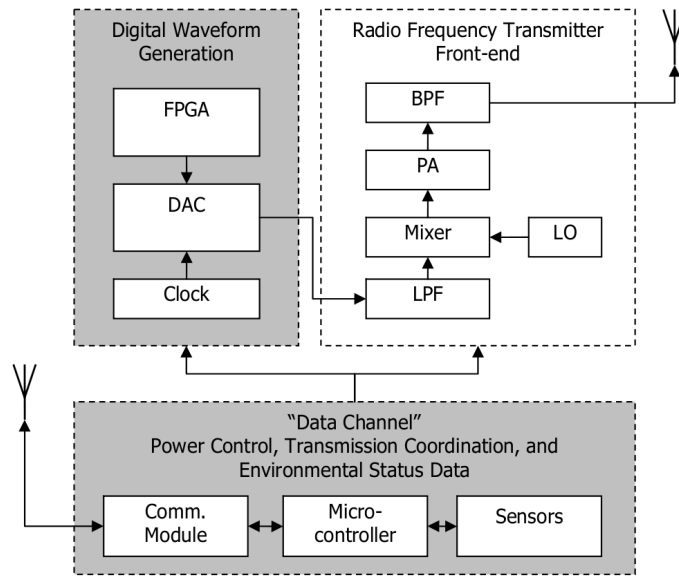 Digital Waveform
Generation
FPGA
DAC
Clock
Radio Frequency Transmitter
Front-end
BPF
PA
Mixer
LO
LPF
“Data Channel”
Power Control, Transmission Coordination, and
Environmental Status Data
Comm.
Module
Micro-
controller
Sensors